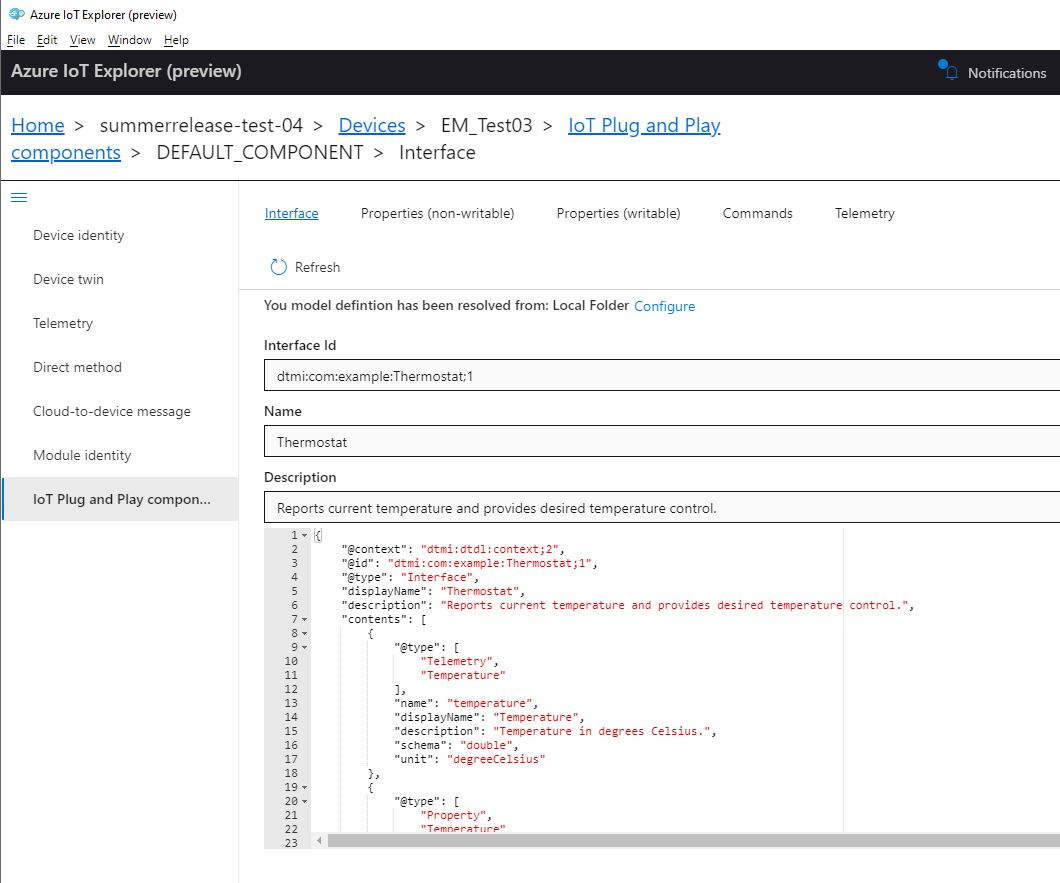 Azure IoT Explorer (preview)
File Edit View Window Help
Azure IoT Explorer (preview)
Notifications
Home > summerrelease-test-04 > Devices > EM_Test03 > IoT Plug and Play
components > DEFAULT_COMPONENT > Interface
Device identity
Device twin
Telemetry
Direct method
Cloud-to-device message
Module identity
IoT Plug and Play compon...
Interface Properties (non-writable) Properties (writable) Commands Telemetry
Refresh
You model defintion has been resolved from: Local Folder Configure
Interface Id
dtmi:com:example:Thermostat;1
Name
Thermostat
Description
Reports current temperature and provides desired temperature control.
1 {
2 "@context": "dtmi:dtdl:context;2",
3 "@id": "dtmi:com:example:Thermostat;1",
4 "@type": "Interface",
5 "displayName": "Thermostat",
6 "description": "Reports current temperature and provides desired temperature control.",
7 "contents": [
8 {
9 "@type": [
10 "Telemetry",
11 "Temperature"
12 ],
13 "name": "temperature",
14 "displayName": "Temperature",
15 "description": "Temperature in degrees Celsius.",
16 "schema": "double",
17 "unit": "degreeCelsius"
18 },
19 {
20 "@type": [
21 "Property",
22 "Temperature"
23